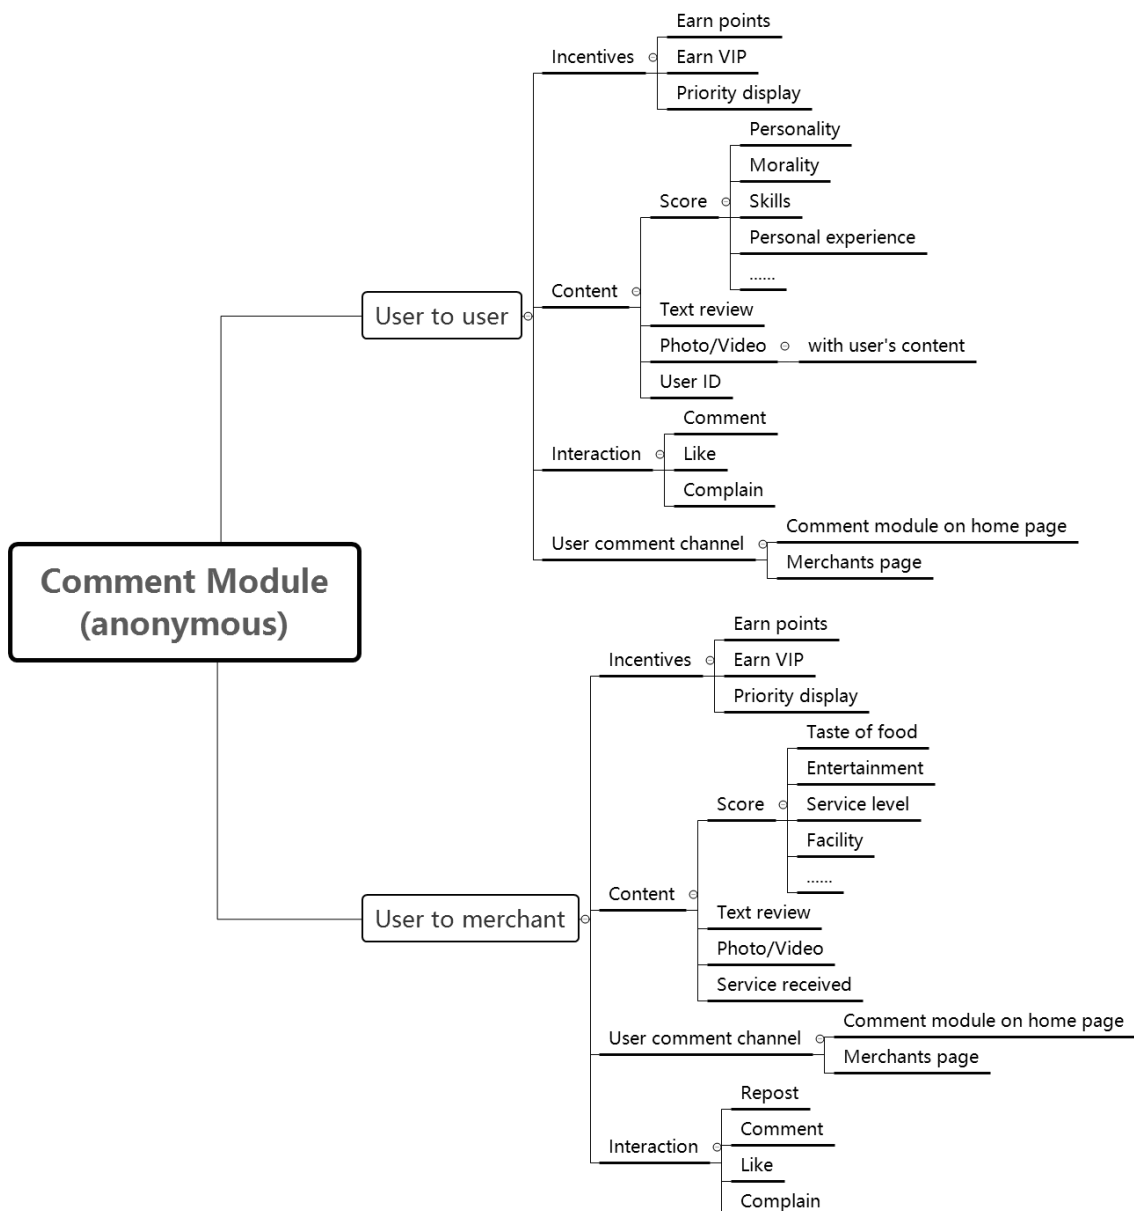 Comment Module
(anonymous)
User to user
Incentives
Earn points
Earn VIP
Priority display
Content
Score
Personality
Morality
Skills
Personal experience
......
Text review
Photo/Video
with user's content
User ID
Interaction
Comment
Like
Complain
User comment channel
Comment module on home page
Merchants page
User to merchant
Incentives
Earn points
Earn VIP
Priority display
Content
Score
Taste of food
Entertainment
Service level
Facility
......
Text review
Photo/Video
Service received
User comment channel
Comment module on home page
Merchants page
Interaction
Repost
Comment
Like
Complain